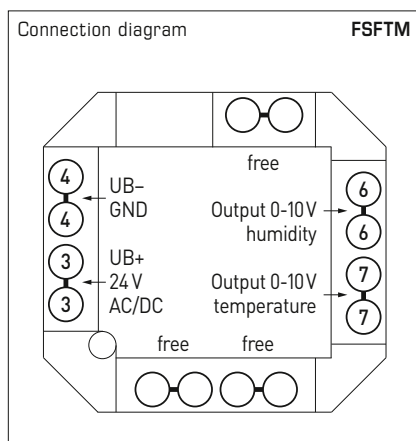 Connection diagram FSFTM
free
4
4
UB–
GND
3
3
UB+
24 V
AC/DC
Output 0-10 V
humidity
6
6
Output 0-10 V
temperature
7
7
free free